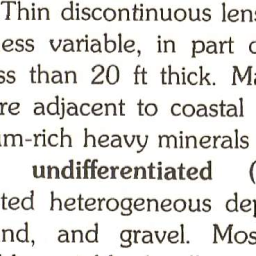 Thin discontinuous lens
ess variable, in part
ss than 20 ft thick. Ma
re adjacent to coastal
m-rich heavy minerals
undifferentiated (
ted heterogeneous dep
nd, and gravel. Mos